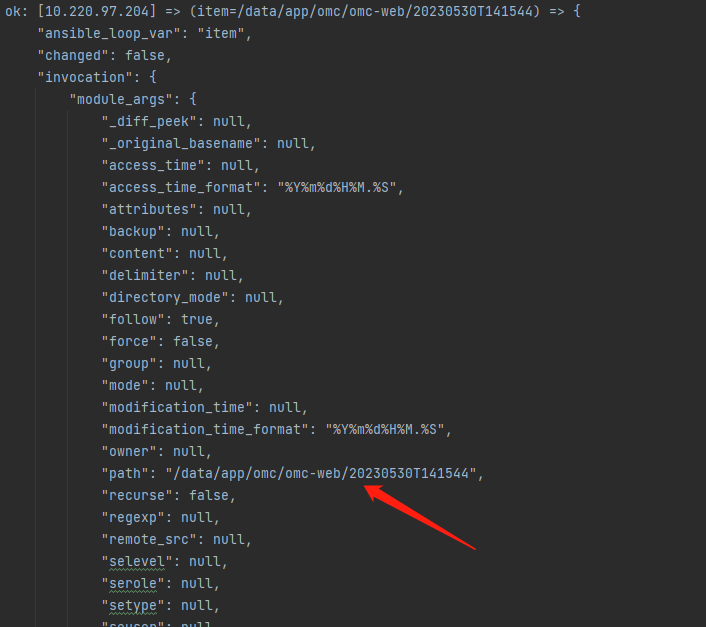 ok: [10.220.97.204] => (item=/data/app/omc/omc-web/20230530T141544) => {
"ansible_loop_var": "item",
"changed": false,
"invocation": {
"module_args": {
"_diff_peek": null,
"_original_basename": null,
"access_time": null,
"access_time_format": "%Y%m%d%H%M.%S",
"attributes": null,
"backup": null,
"content": null,
"delimiter": null,
"directory_mode": null,
"follow": true,
"force": false,
"group": null,
"mode": null,
"modification_time": null,
"modification_time_format": "%Y%m%d%H%M.%S",
"owner": null,
"path": "/data/app/omc/omc-web/20230530T141544",
"recurse": false,
"regexp": null,
"remote_src": null,
"selevel": null,
"serole": null,
"setype": null,